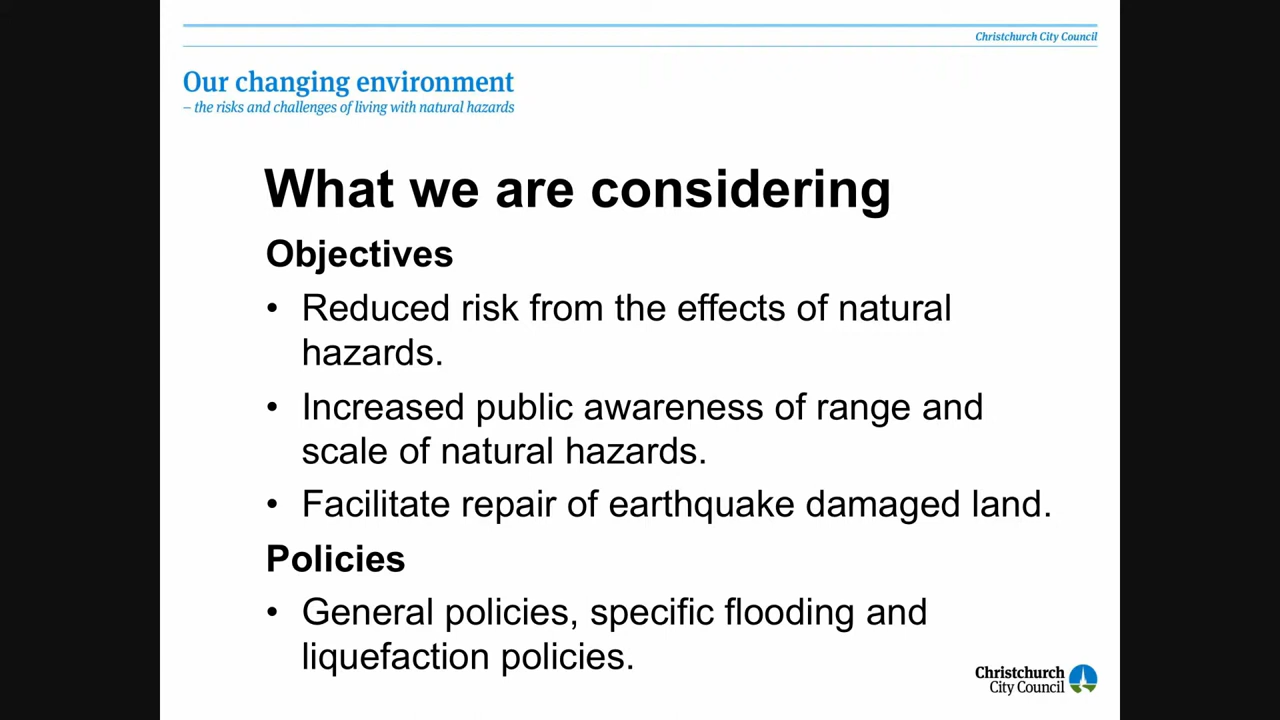 Christchurch City Council
Our changing environment
– the risks and challenges of living with natural hazards
What we are considering
Objectives
• Reduced risk from the effects of natural
hazards.
• Increased public awareness of range and
scale of natural hazards.
• Facilitate repair of earthquake damaged land.
Policies
• General policies, specific flooding and
liquefaction policies.
Christchurch
City Council